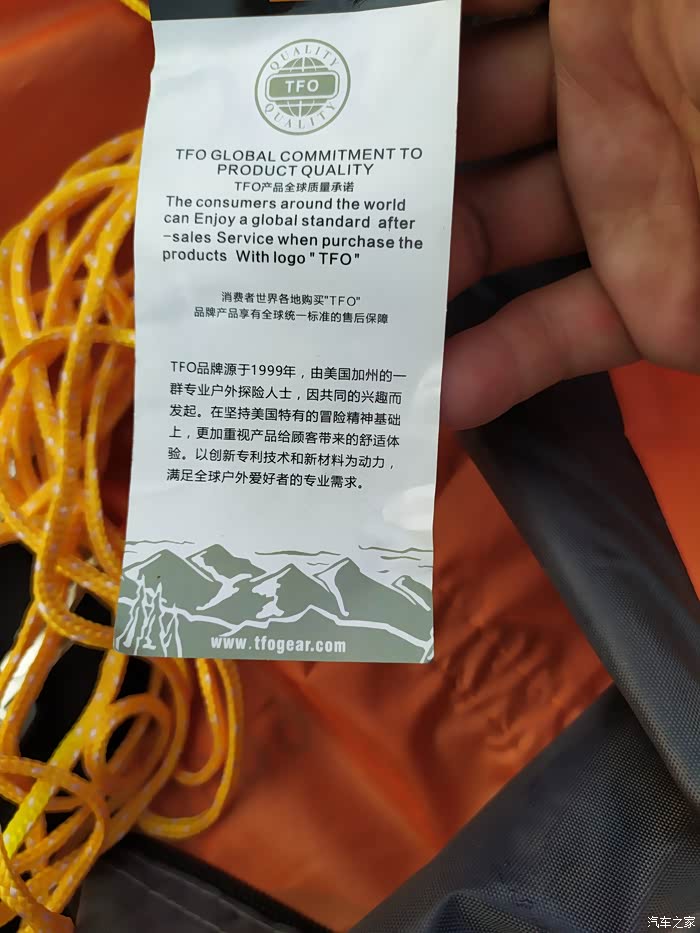 QUALITY
TFO
QUALITY
TFO GLOBAL COMMITMENT TO
PRODUCT QUALITY
TFO产品全球质量承诺
The consumers around the world
can Enjoy a global standard after
-sales Service when purchase the
products With logo "TFO"
消费者世界各地购买"TFO"
品牌产品享有全球统一标准的售后保障
TFO品牌源于1999年，由美国加州的一
群专业户外探险人士，因共同的兴趣而
发起。在坚持美国特有的冒险精神基础
上，更加重视产品给顾客带来的舒适体
验。以创新专利技术和新材料为动力，
满足全球户外爱好者的专业需求。
www.tfogear.com
汽车之家